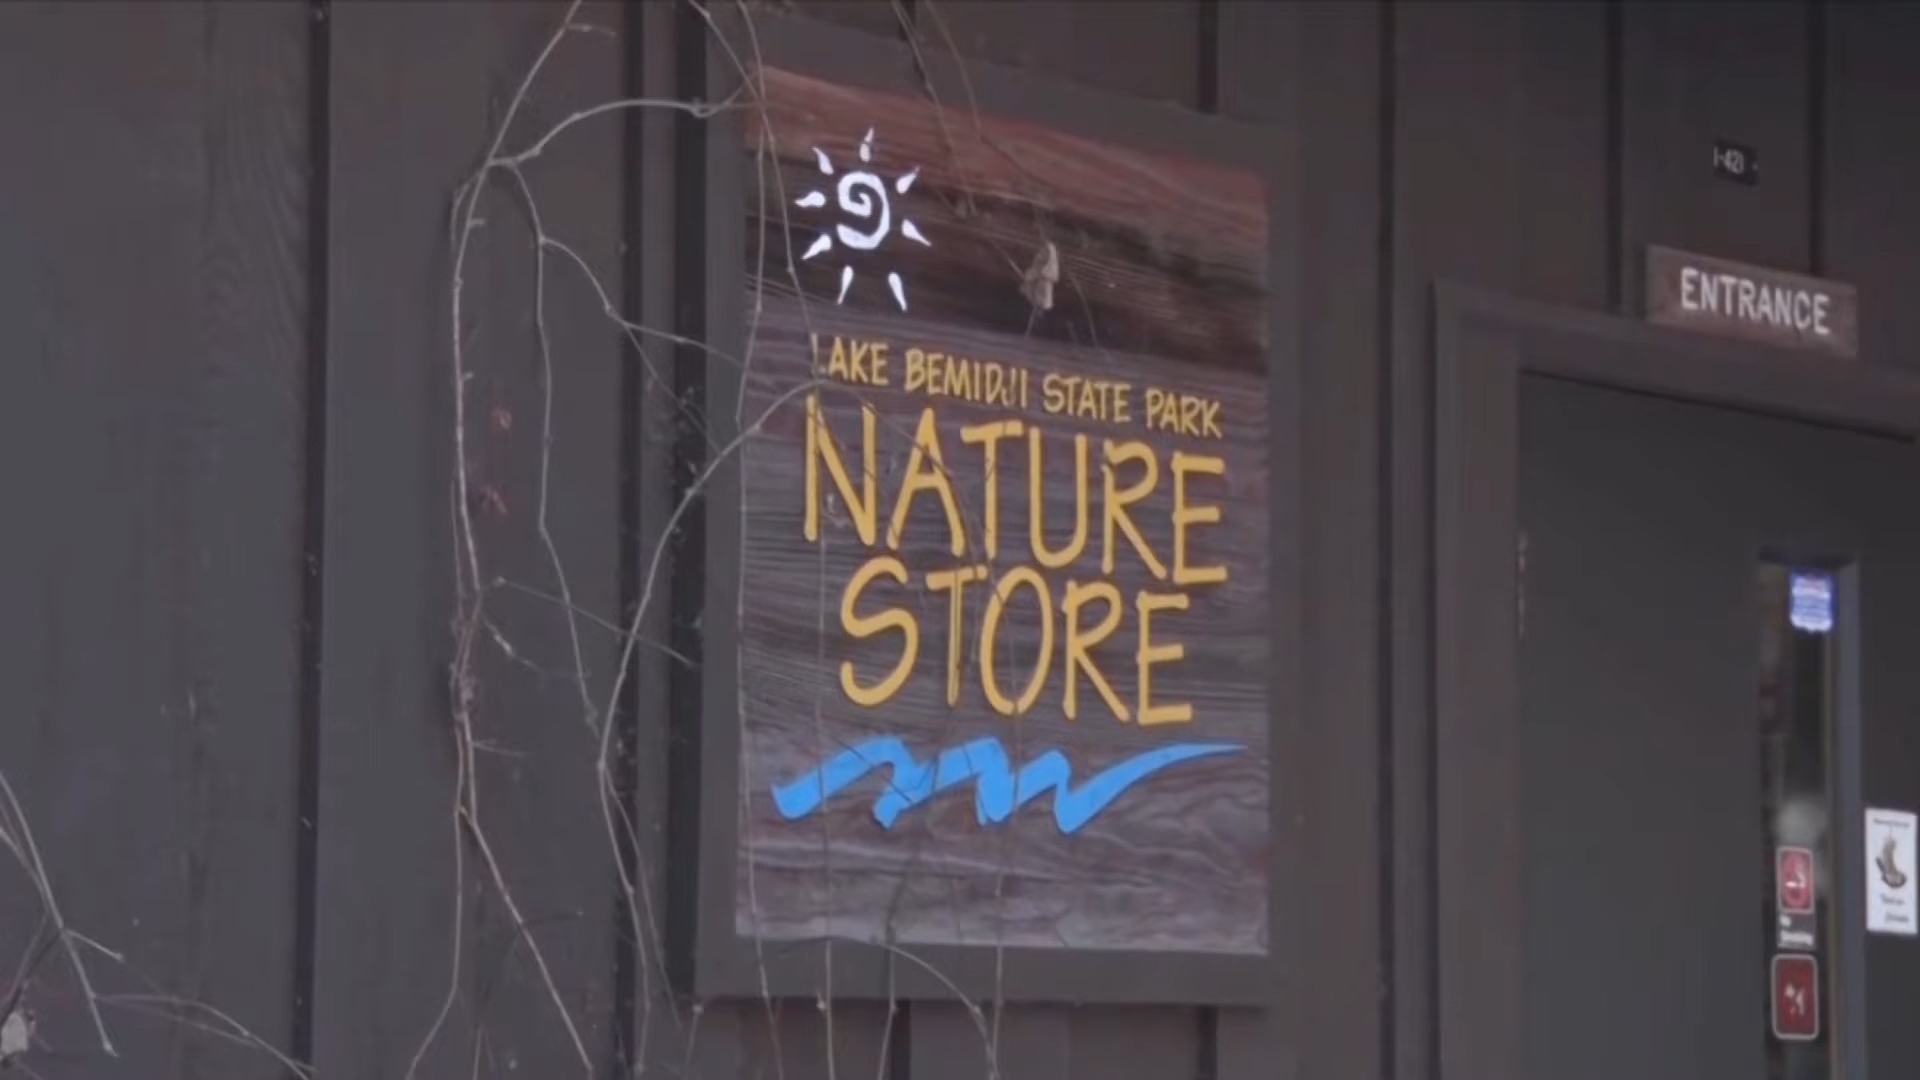 LAKE BEMIDJI STATE PARK
NATURE
STORE
ENTRANCE